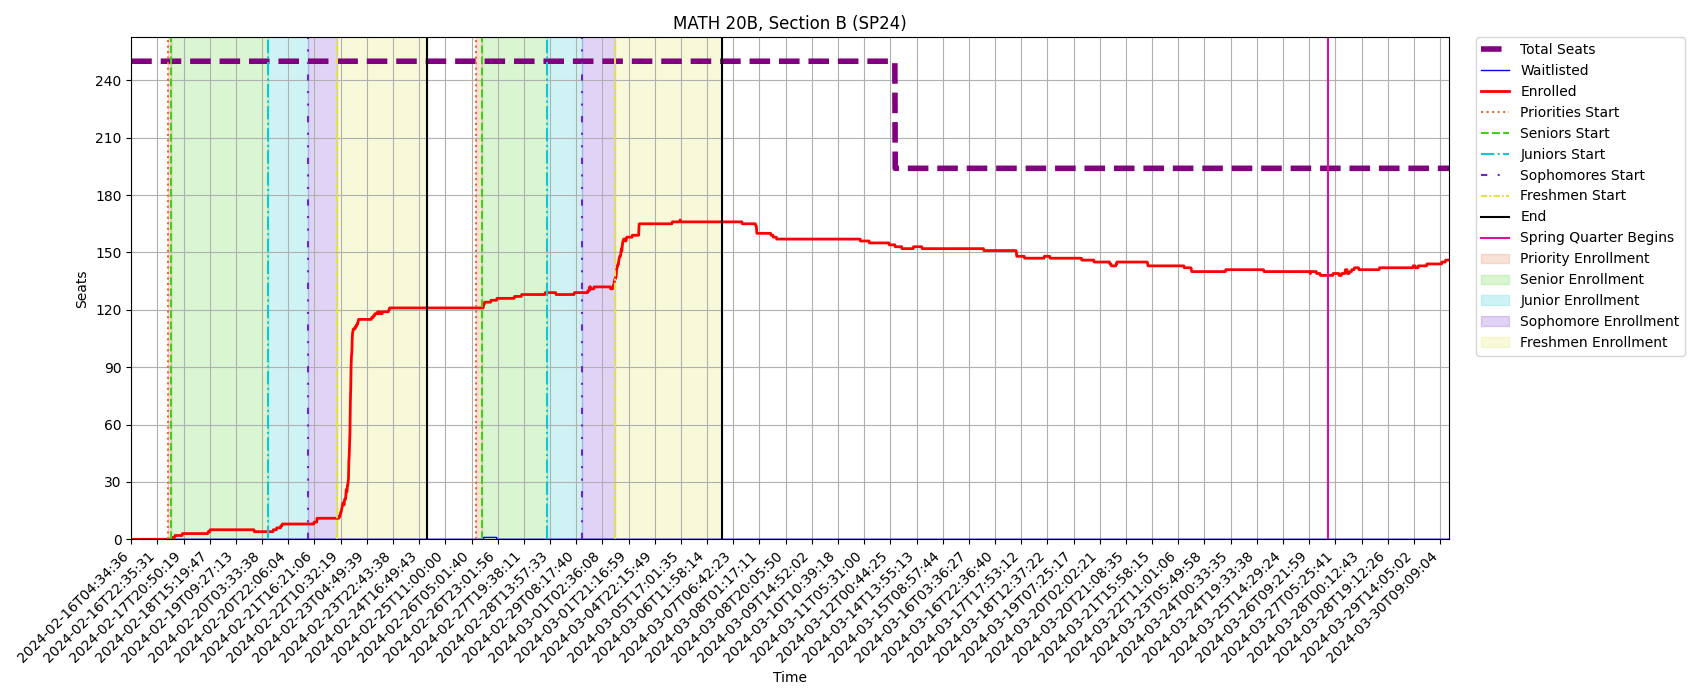 MATH 20B, Section B (SP24)
Total Seats
Waitlisted
Enrolled
Priorities Start
Seniors Start
Juniors Start
Sophomores Start
Freshmen Start
End
Spring Quarter Begins
Priority Enrollment
Senior Enrollment
Junior Enrollment
Sophomore Enrollment
Freshmen Enrollment
Seats
240
210
180
150
120
90
60
30
0
2024-02-16T04:34:36
2024-02-16T22:35:31
2024-02-17T20:50:19
2024-02-18T15:19:47
2024-02-19T09:27:13
2024-02-20T03:33:38
2024-02-20T22:06:04
2024-02-21T16:21:06
2024-02-22T10:32:19
2024-02-23T04:49:39
2024-02-23T22:43:38
2024-02-24T16:49:43
2024-02-25T11:00:00
2024-02-26T05:01:40
2024-02-26T23:01:56
2024-02-27T19:38:11
2024-02-28T13:57:33
2024-02-29T08:17:40
2024-03-01T02:36:08
2024-03-01T21:16:59
2024-03-04T22:15:49
2024-03-05T17:01:35
2024-03-06T11:58:14
2024-03-07T06:42:23
2024-03-08T01:17:11
2024-03-08T20:05:50
2024-03-09T14:52:02
2024-03-10T10:39:18
2024-03-11T05:31:00
2024-03-12T00:44:25
2024-03-14T13:55:13
2024-03-15T08:57:44
2024-03-16T03:36:27
2024-03-16T22:36:40
2024-03-17T17:53:12
2024-03-18T12:37:22
2024-03-19T07:25:17
2024-03-20T02:02:21
2024-03-20T21:08:35
2024-03-21T15:58:15
2024-03-22T11:01:06
2024-03-23T05:49:58
2024-03-24T00:33:35
2024-03-24T19:33:38
2024-03-25T14:29:24
2024-03-26T09:21:59
2024-03-27T05:25:41
2024-03-28T00:12:43
2024-03-28T19:12:26
2024-03-29T14:05:02
2024-03-30T09:09:04
Time